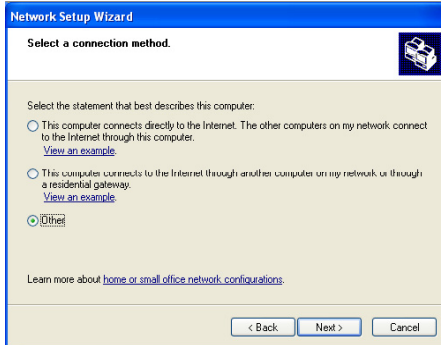 Network Setup Wizard
Select a connection method.
Select the statement that best describes this computer:
This computer connects directly to the Internet. The other computers on my network connect
to the Internet through this computer.
View an example.
This computer connects to the Internet through another computer on my network or through
a residential gateway.
View an example.
Other
Learn more about home or small office network configurations.
< Back Next > Cancel